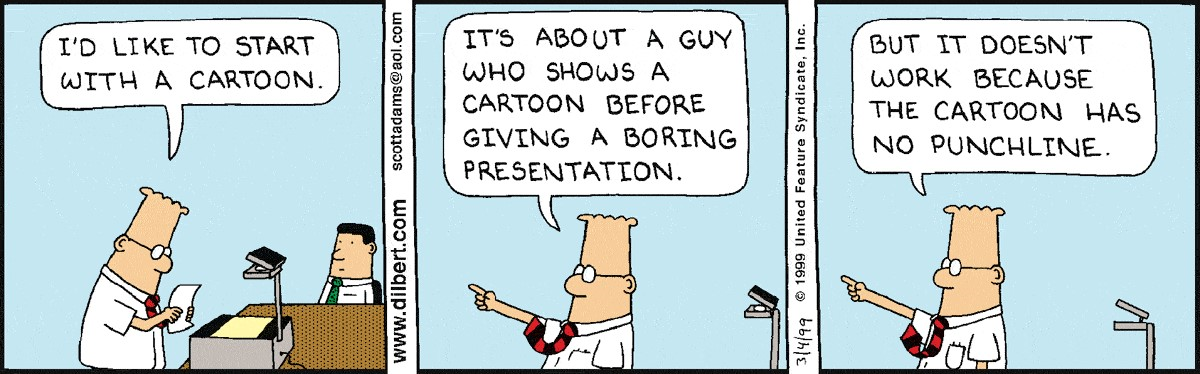 I'D LIKE TO START
WITH A CARTOON.
scottadams@aol.com
www.dilbert.com
IT'S ABOUT A GUY
WHO SHOWS A
CARTOON BEFORE
GIVING A BORING
PRESENTATION.
3/4/99 © 1999 United Feature Syndicate, Inc.
BUT IT DOESN'T
WORK BECAUSE
THE CARTOON HAS
NO PUNCHLINE.